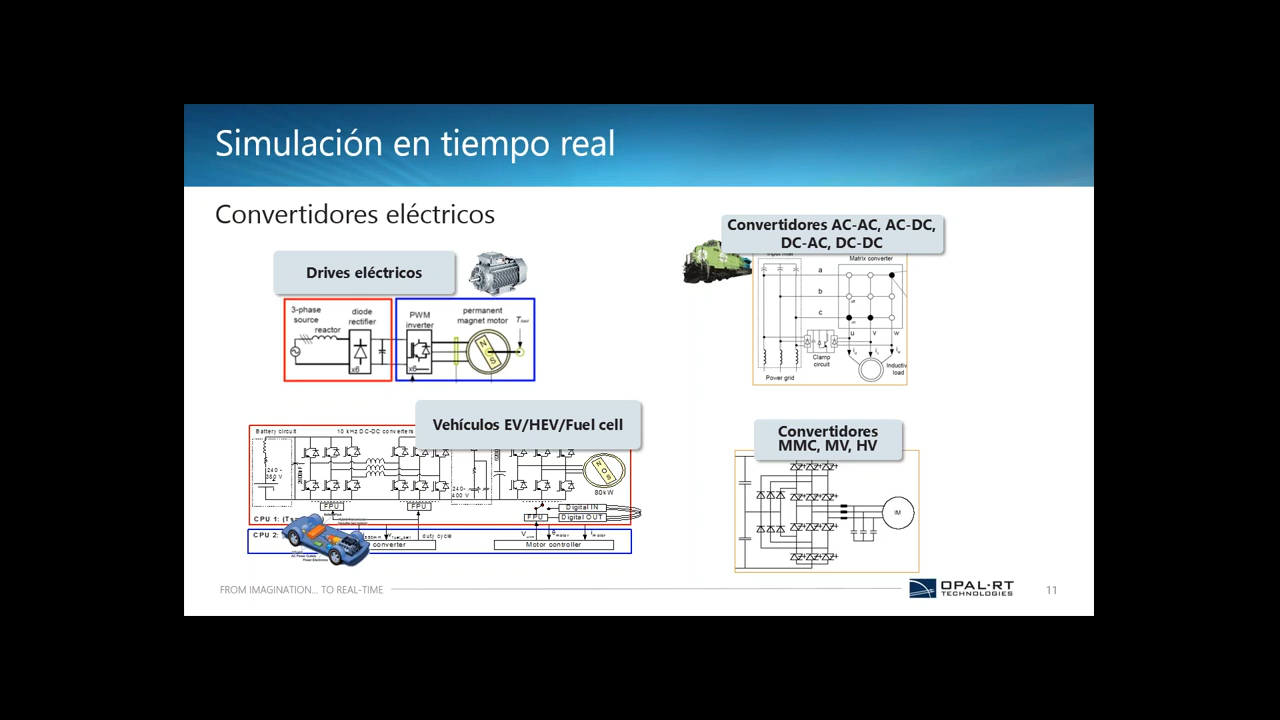 Simulación en tiempo real
Convertidores eléctricos
Drives eléctricos
3-phase
source
reactor
diode
rectifier
x6
PWM
inverter
x6
permanent
magnet motor
N
S
Convertidores AC-AC, AC-DC,
DC-AC, DC-DC
Matrix converter
a
b
c
u
v
w
Clamp
circuit
Power grid
load
Vehículos EV/HEV/Fuel cell
Battery circuit
10 kHz DC-DC converters
FPU
FPU
80kW
Digital IN
FPU
Digital OUT
CPU 1:
CPU 2:
duty cycle
converter
Motor controller
Convertidores
MMC, MV, HV
IM
FROM IMAGINATION... TO REAL-TIME
OPAL-RT
TECHNOLOGIES
11